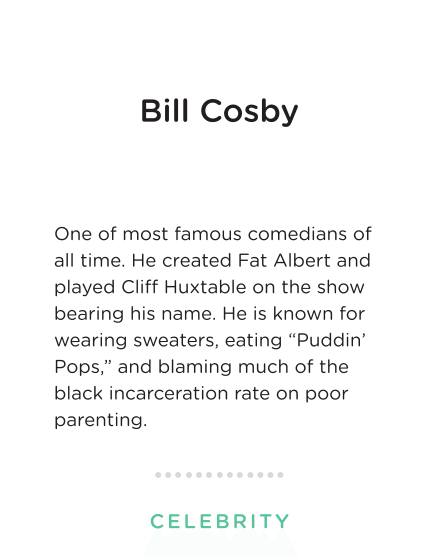 Bill Cosby
One of most famous comedians of
all time. He created Fat Albert and
played Cliff Huxtable on the show
bearing his name. He is known for
wearing sweaters, eating “Puddin’
Pops,” and blaming much of the
black incarceration rate on poor
parenting.
CELEBRITY